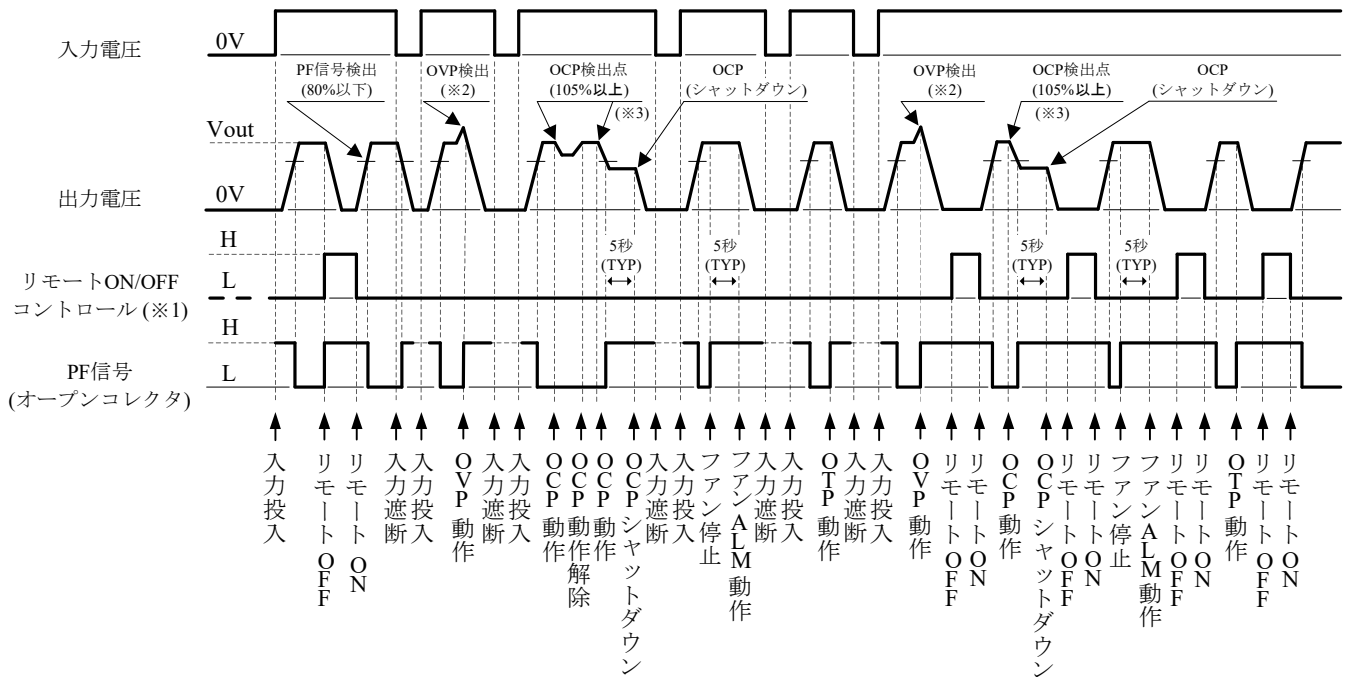 入力電圧
0V
PF信号検出
(80%以下)
OVP検出
(※2)
OCP検出点
(105%以上)
(※3)
OCP
(シャットダウン)
OVP検出
(※2)
OCP検出点
(105%以上)
(※3)
OCP
(シャットダウン)
Vout
出力電圧
0V
H
L
リモートON/OFF
コントロール (※1)
5秒
(TYP)
5秒
(TYP)
5秒
(TYP)
5秒
(TYP)
H
L
PF信号
(オープンコレクタ)
入力投入
リモートOFF
リモートON
入力遮断
入力投入
OVP動作
入力遮断
入力投入
OCP動作
OCP動作解除
OCP動作
OCPシャットダウン
入力遮断
入力投入
ファン停止
ファンALM動作
入力遮断
入力投入
OTP動作
入力遮断
入力投入
OVP動作
リモートOFF
リモートON
OCP動作
OCPシャットダウン
リモートOFF
リモートON
ファン停止
ファンALM動作
リモートOFF
リモートON
OTP動作
リモートOFF
リモートON